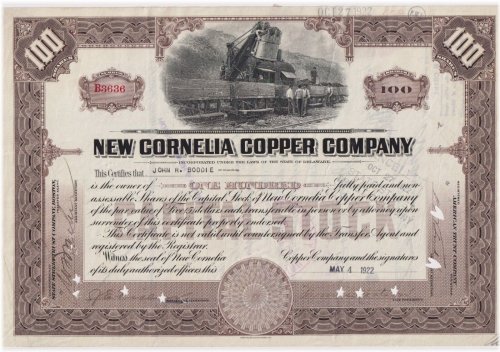 OCT 27 1922
100
100
B3636
100
NEW CORNELIA COPPER COMPANY
INCORPORATED UNDER THE LAWS OF THE STATE OF DELAWARE
This Certifies that JOHN R. BODDIE
is the owner of ONE HUNDRED fully paid and non-
assessable Shares of the Capital Stock of New Cornelia Copper Company
of the par value of Five Dollars each, transferable in person or by attorney upon
surrender of this certificate properly endorsed.
This Certificate is not valid until countersigned by the Transfer Agent and
registered by the Registrar.
Witness the seal of New Cornelia Copper Company and the signatures
of its duly authorized officers this MAY 4 1922